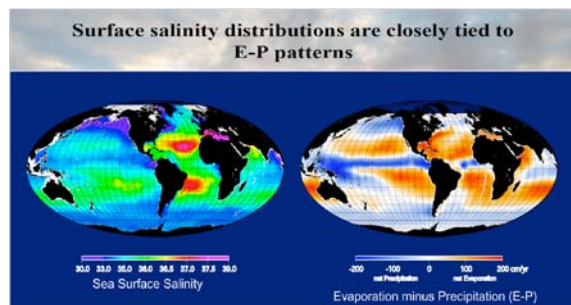 Surface salinity distributions are closely tied to
E-P patterns
30.0 33.0 35.0 36.0 36.5 37.0 37.5 39.0
Sea Surface Salinity
-200 -100 0 100 200 cm/yr
net Precipitation net Evaporation
Evaporation minus Precipitation (E-P)